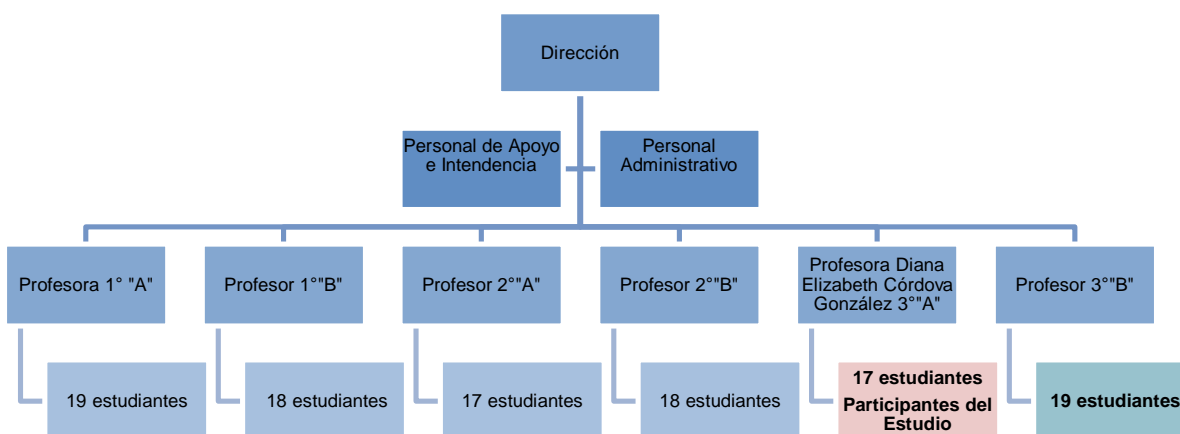 Dirección
Personal de Apoyo
e Intendencia
Personal
Administrativo
Profesora 1° "A"
Profesor 1°"B"
Profesor 2°"A"
Profesor 2°"B"
Profesora Diana
Elizabeth Córdova
González 3°"A"
Profesor 3°"B"
19 estudiantes
18 estudiantes
17 estudiantes
18 estudiantes
17 estudiantes
Participantes del
Estudio
19 estudiantes